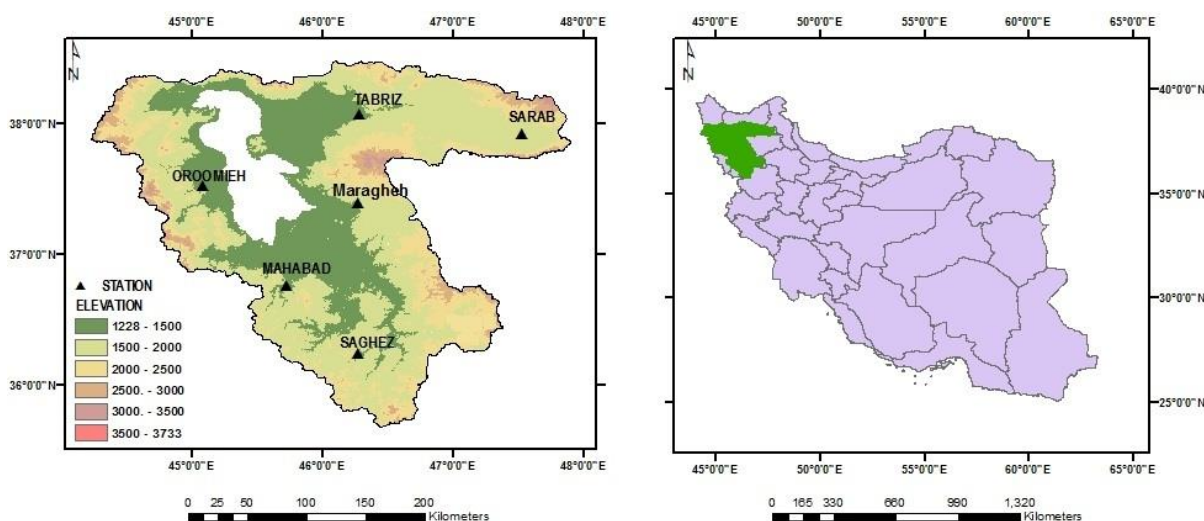 45°0'0"E 46°0'0"E 47°0'0"E 48°0'0"E
N
38°0'0"N
37°0'0"N
36°0'0"N
TABRIZ
SARAB
OROOMIEH
Maragheh
MAHABAD
SAGHEZ
STATION
ELEVATION
1228 - 1500
1500 - 2000
2000 - 2500
2500. - 3000
3000. - 3500
3500 - 3733
45°0'0"E 46°0'0"E 47°0'0"E 48°0'0"E
0 25 50 100 150 200
Kilometers
45°0'0"E 50°0'0"E 55°0'0"E 60°0'0"E 65°0'0"E
N
40°0'0"N
35°0'0"N
30°0'0"N
25°0'0"N
45°0'0"E 50°0'0"E 55°0'0"E 60°0'0"E 65°0'0"E
0 165 330 660 990 1,320
Kilometers